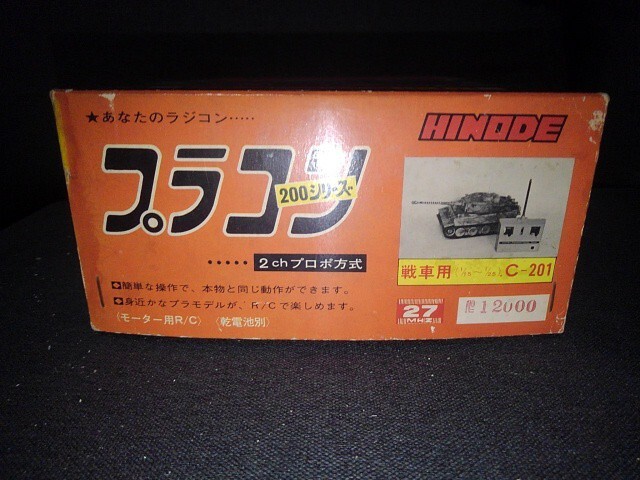 ★あなたのラジコン・・・・・
HINODE
プラコン
200シリーズ
・・・・・2chプロポ方式
戦車用
C-201
●簡単な操作で、本物と同じ動作ができます。
●身近かなプラモデルが、R/Cで楽しめます。
(モーター用R/C) (乾電池別)
27
MHZ
12000